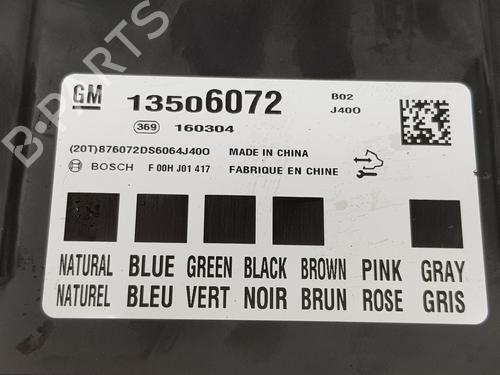 GM 13506072 B02
369 160304 J400
(20T)876072DS6064J400 MADE IN CHINA
BOSCH F 00H J01 417 FABRIQUE EN CHINE
NATURAL BLUE GREEN BLACK BROWN PINK GRAY
NATUREL BLEU VERT NOIR BRUN ROSE GRIS
B-PARTS